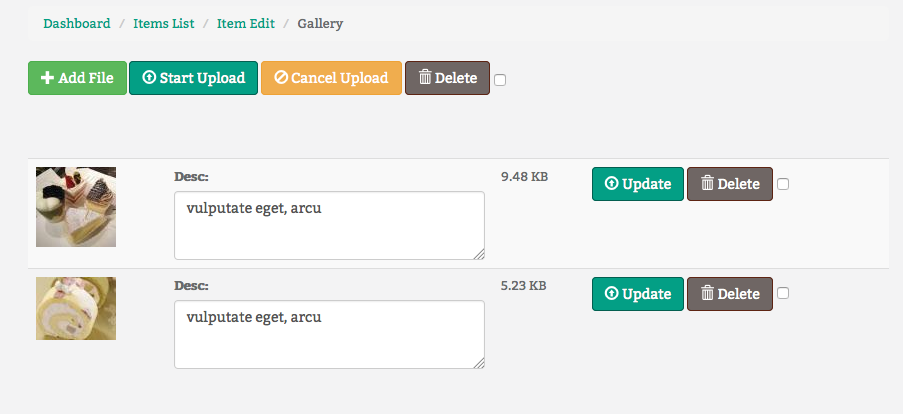 Dashboard / Items List / Item Edit / Gallery
Add File Start Upload Cancel Upload Delete
Desc: 9.48 KB Update Delete
vulputate eget, arcu
Desc: 5.23 KB Update Delete
vulputate eget, arcu